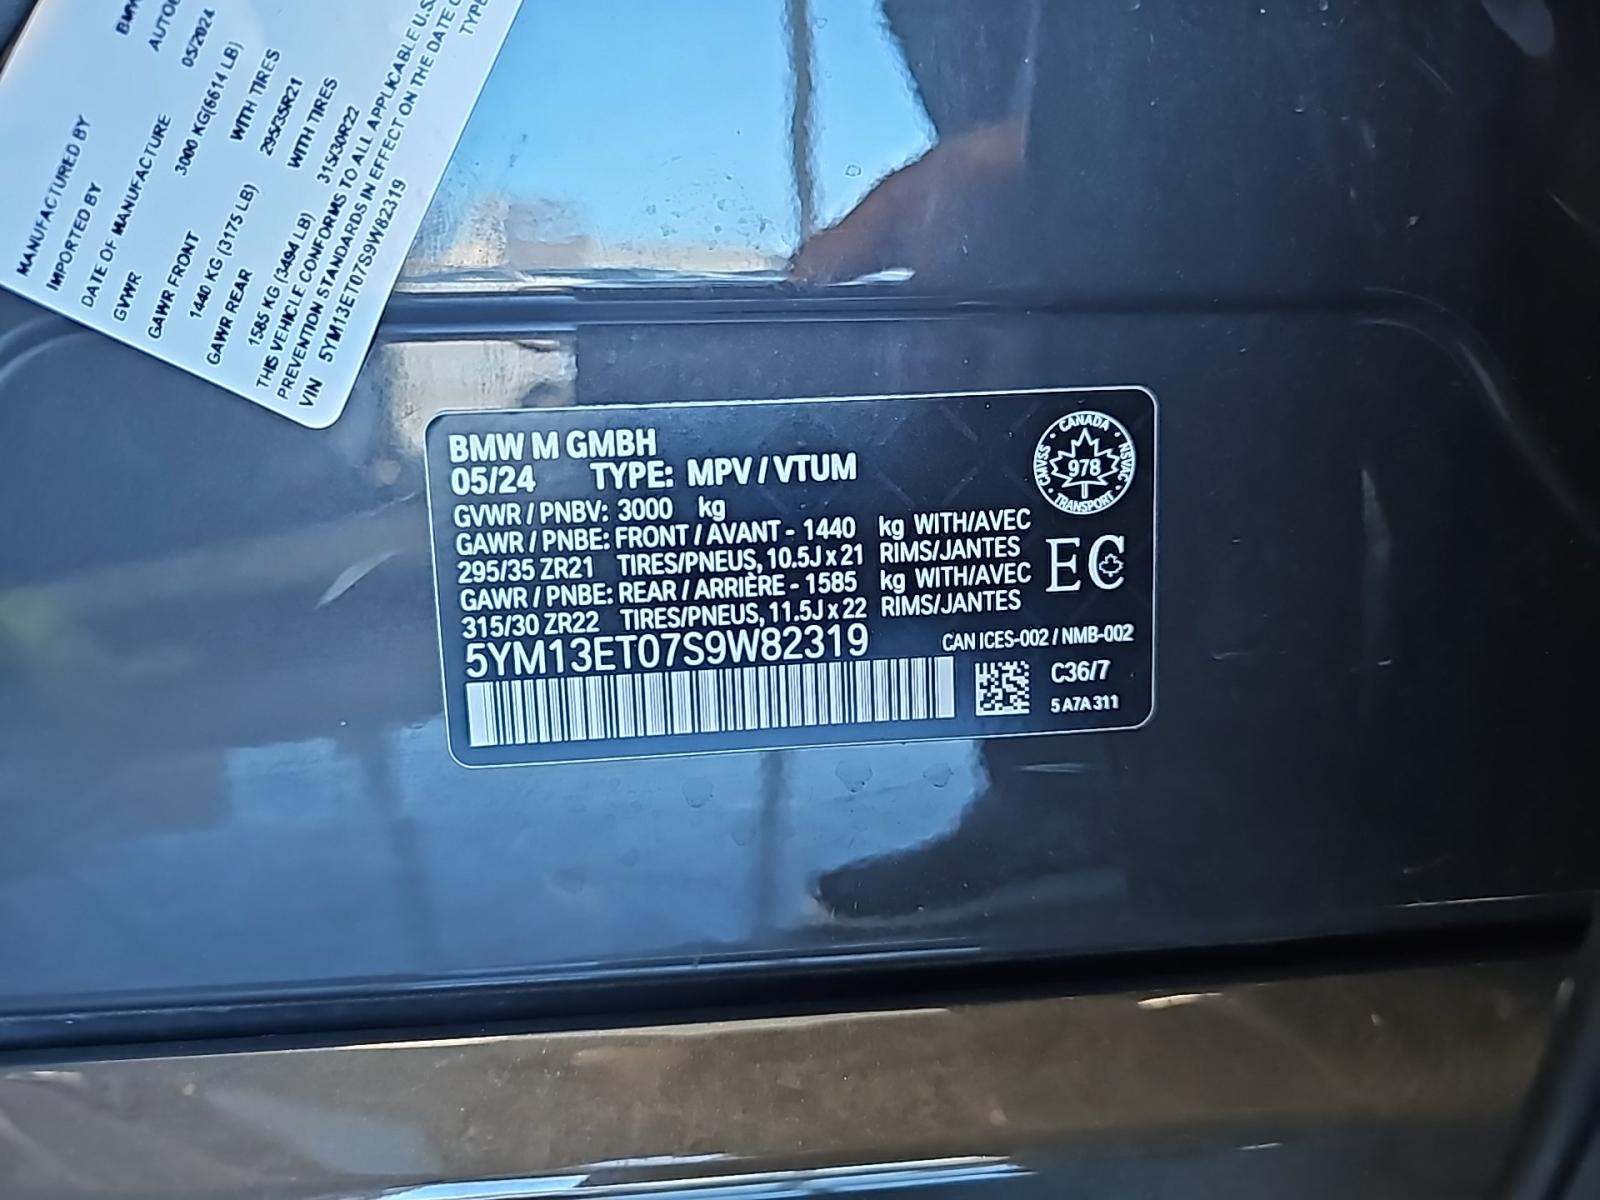 MANUFACTURED BY
IMPORTED BY
DATE OF MANUFACTURE 05/2024
GVWR 3000 KG(6614 LB)
GAWR FRONT WITH TIRES
1440 KG (3175 LB) 295/35R21
GAWR REAR WITH TIRES
1585 KG (3494 LB) 315/30R22
THIS VEHICLE CONFORMS TO ALL APPLICABLE U.S.
PREVENTION STANDARDS IN EFFECT ON THE DATE
VIN 5YM13ET07S9W82319 TYPE
BMW M GMBH
05/24 TYPE: MPV / VTUM
GVWR / PNBV: 3000 kg
GAWR / PNBE: FRONT / AVANT - 1440 kg WITH/AVEC
295/35 ZR21 TIRES/PNEUS, 10.5J x 21 RIMS/JANTES
GAWR / PNBE: REAR / ARRIÈRE - 1585 kg WITH/AVEC
315/30 ZR22 TIRES/PNEUS, 11.5J x 22 RIMS/JANTES
5YM13ET07S9W82319
CANADA
CMVSS
NSVAC
978
TRANSPORT
EC
CAN ICES-002 / NMB-002
C36/7
5 A7A 311